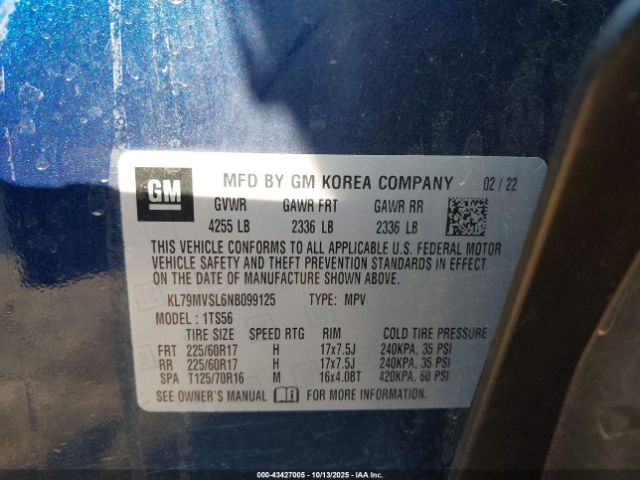 GM MFD BY GM KOREA COMPANY 02 / 22
GVWR GAWR FRT GAWR RR
4255 LB 2336 LB 2336 LB
THIS VEHICLE CONFORMS TO ALL APPLICABLE U.S. FEDERAL MOTOR
VEHICLE SAFETY AND THEFT PREVENTION STANDARDS IN EFFECT
ON THE DATE OF MANUFACTURE SHOWN ABOVE.
KL79MVSL6NB099125 TYPE: MPV
MODEL : 1TS56
TIRE SIZE SPEED RTG RIM COLD TIRE PRESSURE
FRT 225/60R17 H 17x7.5J 240KPA, 35 PSI
RR 225/60R17 H 17x7.5J 240KPA, 35 PSI
SPA T125/70R16 M 16x4.0BT 420KPA, 60 PSI
SEE OWNER'S MANUAL FOR MORE INFORMATION.
000-43427005 - 10/13/2025 - IAAI - COPYRIGHT